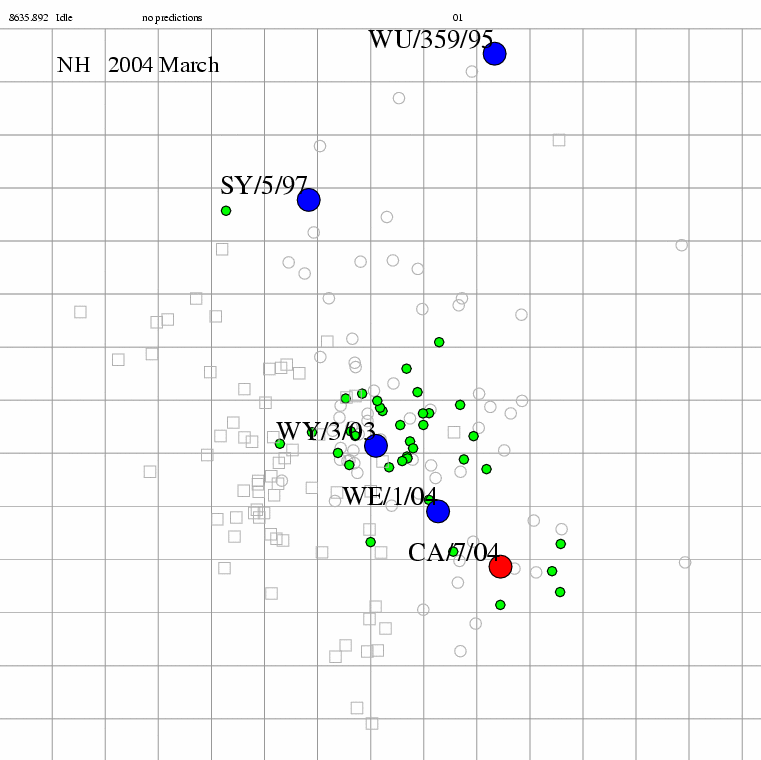 8635.892 Idle no predictions 01
WU/359/95
NH 2004 March
SY/5/97
WY/3/03
WE/1/04
CA/7/04